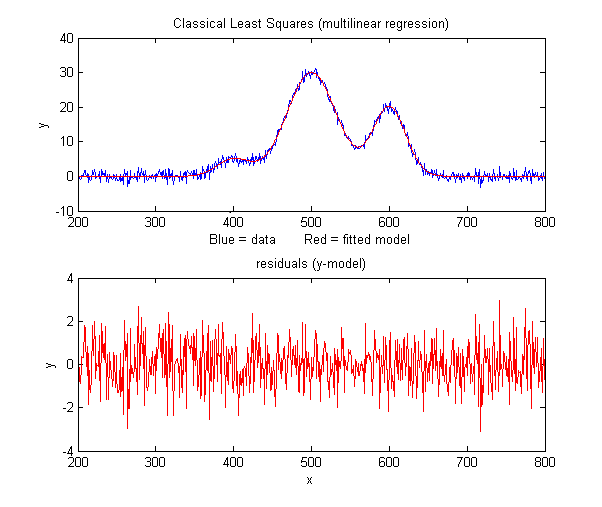 Classical Least Squares (multilinear regression)
40
30
20
10
0
-10
y
200 300 400 500 600 700 800
Blue = data Red = fitted model
residuals (y-model)
4
2
0
-2
-4
y
200 300 400 500 600 700 800
x